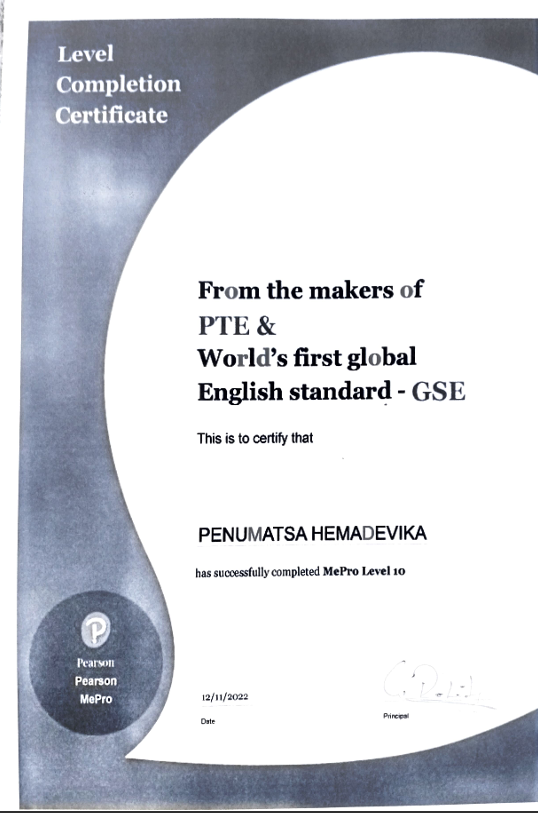 Level
Completion
Certificate
From the makers of
PTE &
World's first global
English standard - GSE
This is to certify that
PENUMATSA HEMADEVIKA
has successfully completed MePro Level 10
Pearson
Pearson
MePro
12/11/2022
Date
Principal